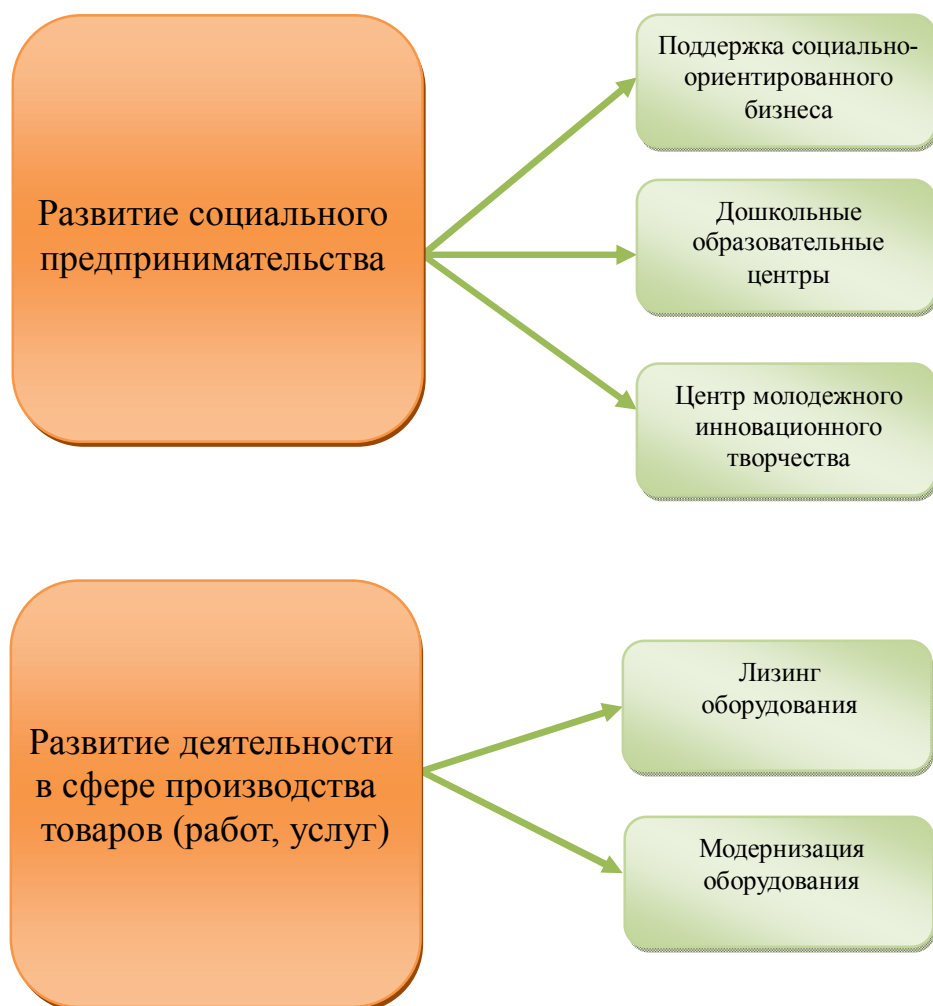 Развитие социального
предпринимательства
Поддержка социально-
ориентированного
бизнеса
Дошкольные
образовательные
центры
Центр молодежного
инновационного
творчества
Развитие деятельности
в сфере производства
товаров (работ, услуг)
Лизинг
оборудования
Модернизация
оборудования